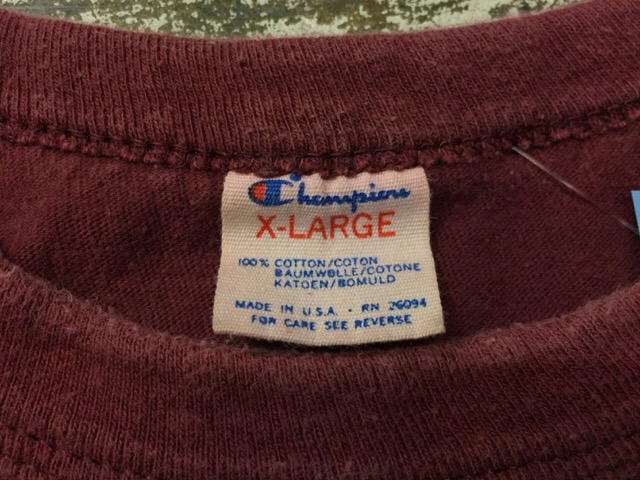 Champion
X-LARGE
100% COTTON/COTON
BAUMWOLLE/COTONE
KATOEN/BOMULD
MADE IN U.S.A. - RN 26094
FOR CARE SEE REVERSE